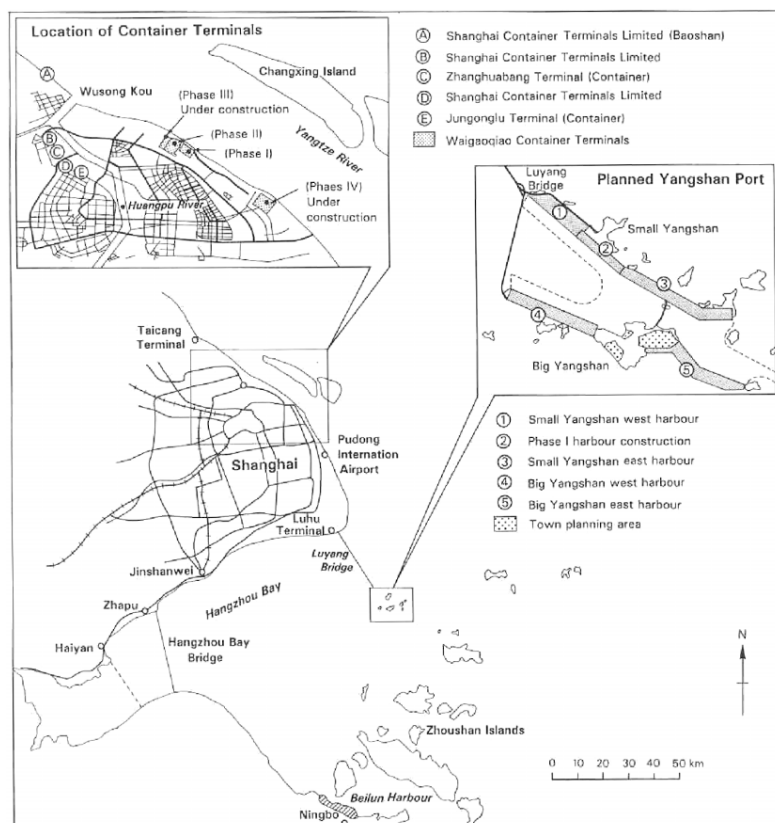 Location of Container Terminals
A
Wusong Kou
Changxing Island
(Phase III)
Under construction
(Phase II)
(Phase I)
Yangtze River
B
C
D
E
Huangpu River
(Phaes IV)
Under
construction
A Shanghai Container Terminals Limited (Baoshan)
B Shanghai Container Terminals Limited
C Zhanghuabang Terminal (Container)
D Shanghai Container Terminals Limited
E Jungonglu Terminal (Container)
Waigaoqiao Container Terminals
Luyang
Bridge
Planned Yangshan Port
1
Small Yangshan
2
3
4
Big Yangshan
5
1 Small Yangshan west harbour
2 Phase I harbour construction
3 Small Yangshan east harbour
4 Big Yangshan west harbour
5 Big Yangshan east harbour
Town planning area
Taicang
Terminal
Pudong
Internation
Airport
Shanghai
Luhu
Terminal
Luyang
Bridge
Jinshanwei
Hangzhou Bay
Zhapu
Haiyan
Hangzhou Bay
Bridge
N
Zhoushan Islands
0 10 20 30 40 50 km
Beilun Harbour
Ningbo